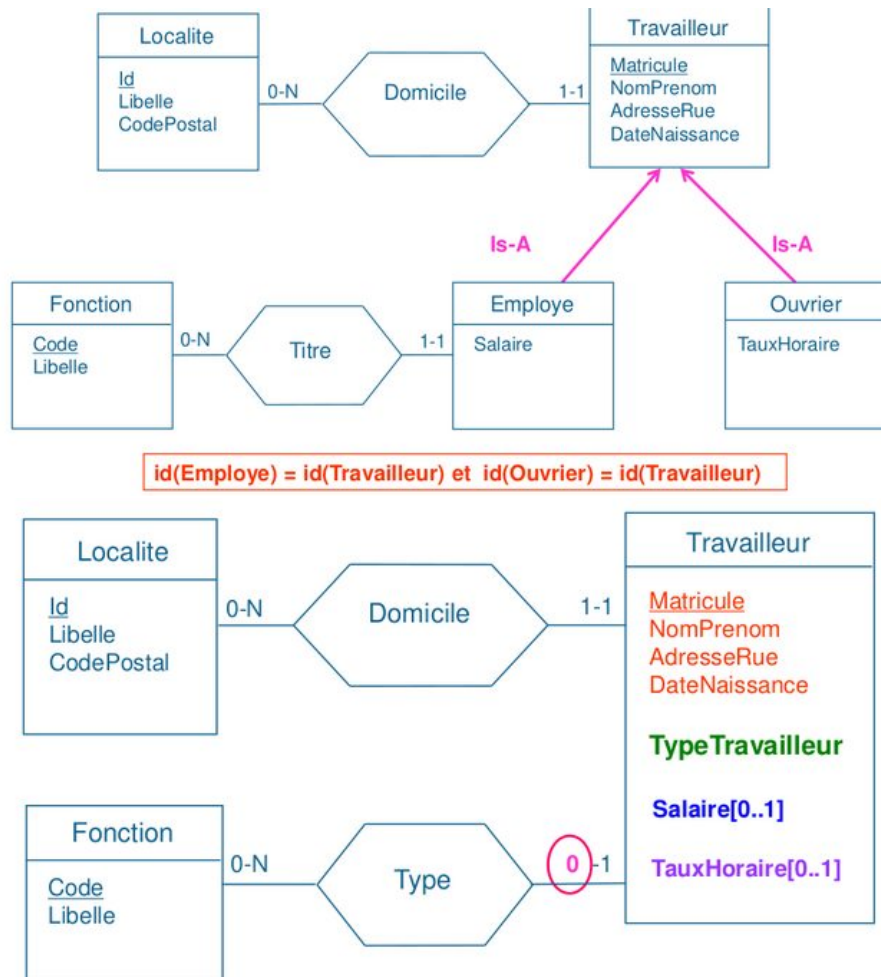 Localite
Id
Libelle
CodePostal
0-N
Domicile
1-1
Travailleur
Matricule
NomPrenom
AdresseRue
DateNaissance
Is-A
Is-A
Fonction
Code
Libelle
0-N
Titre
1-1
Employe
Salaire
Ouvrier
TauxHoraire
id(Employe) = id(Travailleur) et id(Ouvrier) = id(Travailleur)
Localite
Id
Libelle
CodePostal
0-N
Domicile
1-1
Travailleur
Matricule
NomPrenom
AdresseRue
DateNaissance
TypeTravailleur
Salaire[0..1]
TauxHoraire[0..1]
Fonction
Code
Libelle
0-N
Type
0-1